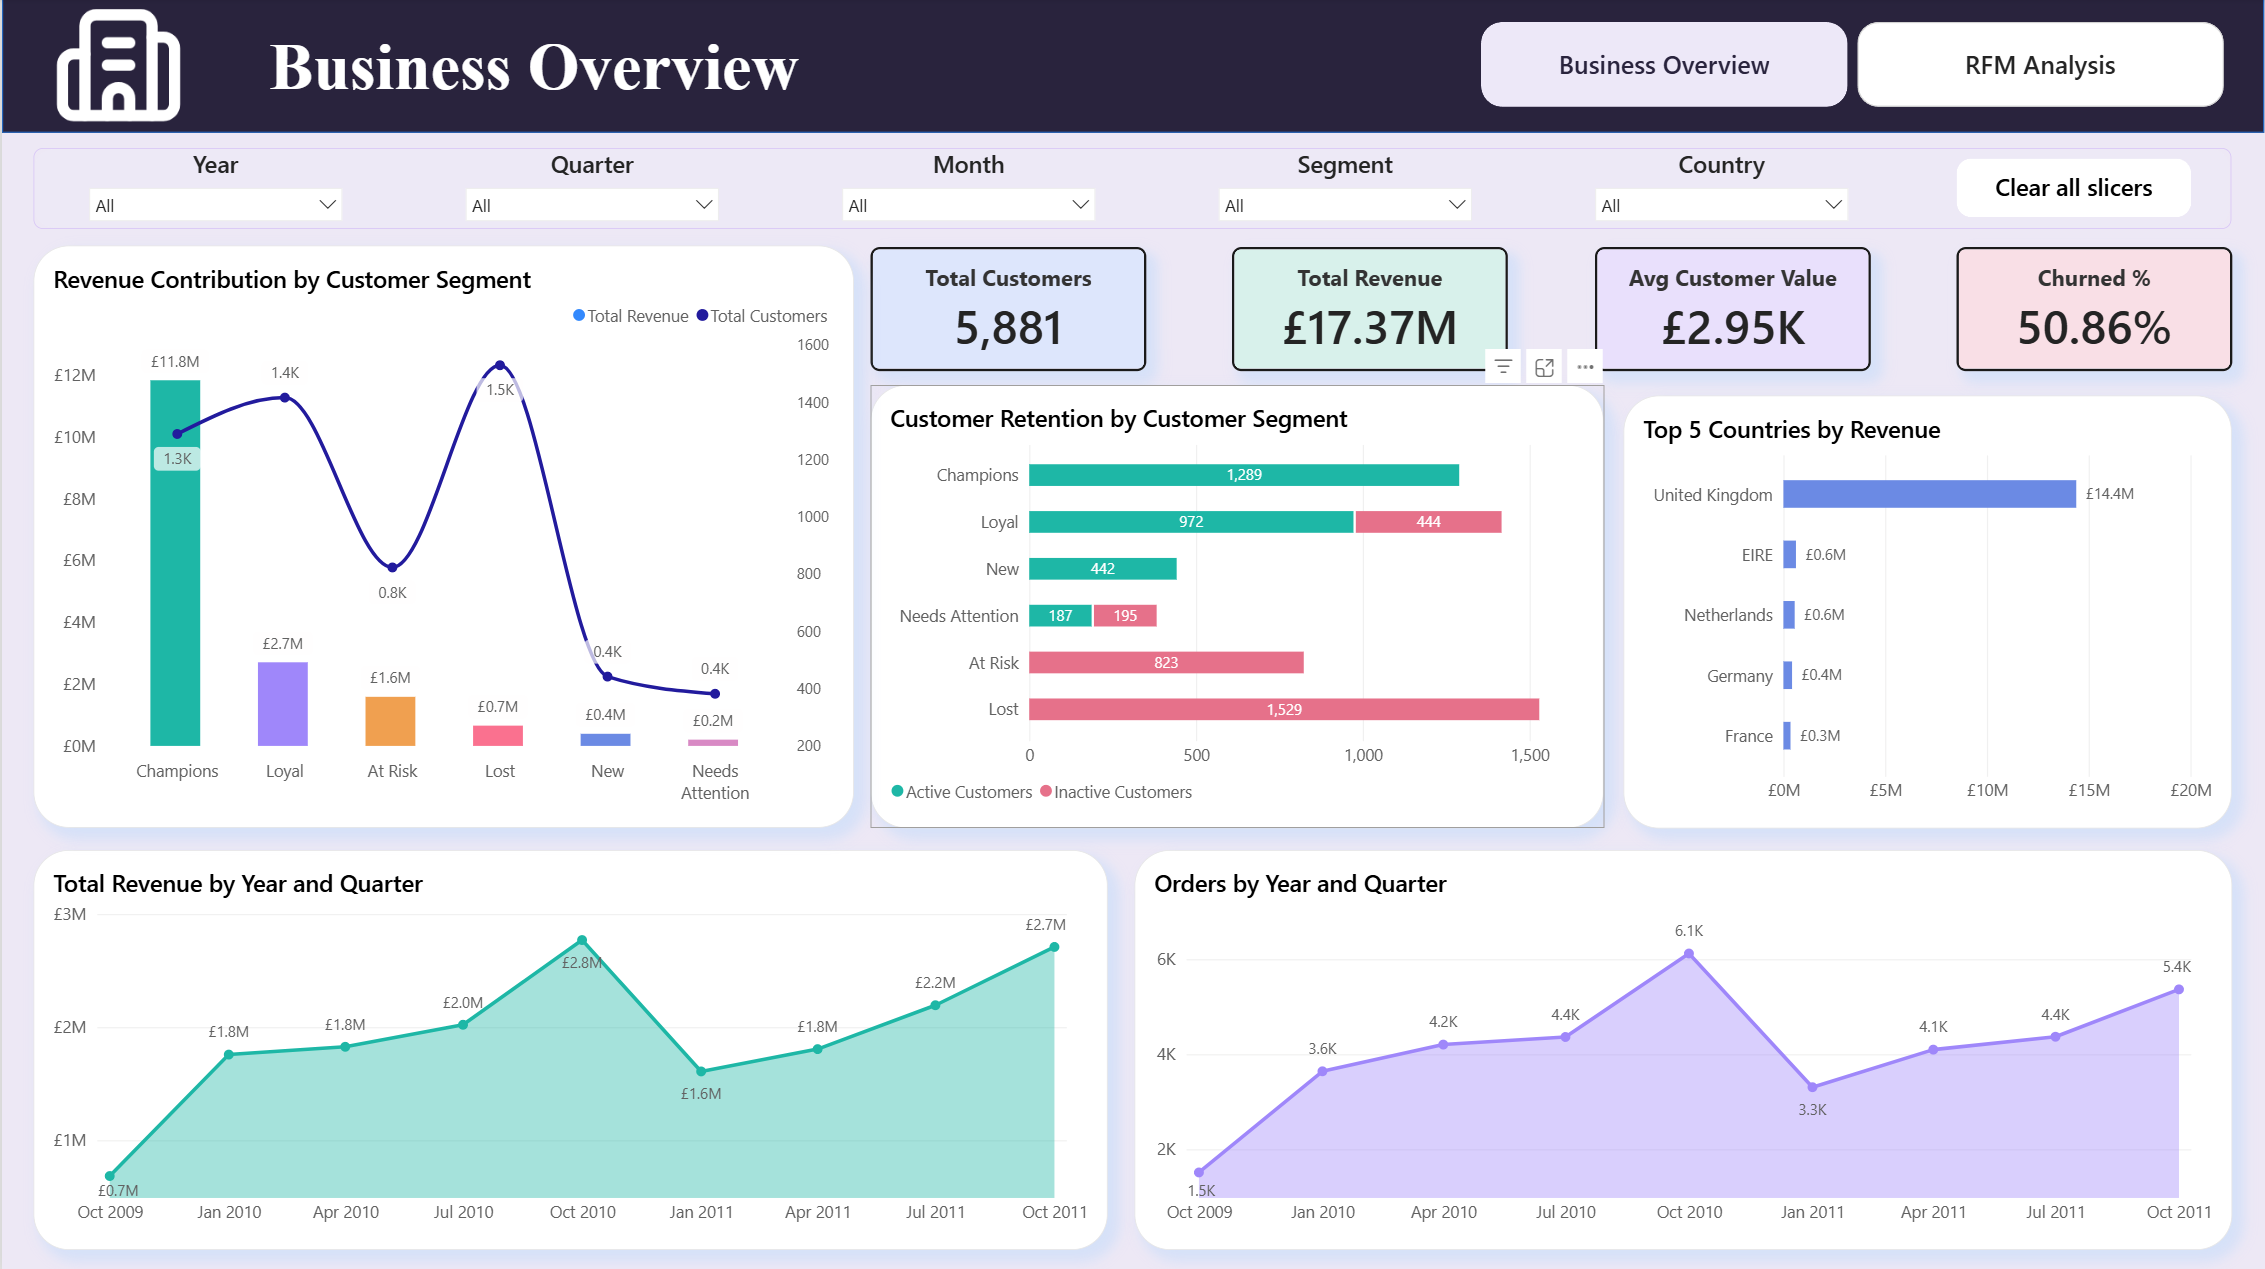 Business Overview
Business Overview
RFM Analysis
Year
Quarter
Month
Segment
Country
All
All
All
All
All
Clear all slicers
Revenue Contribution by Customer Segment
Total Revenue
Total Customers
£12M
£10M
£8M
£6M
£4M
£2M
£0M
1600
1400
1200
1000
800
600
400
200
£11.8M
£2.7M
£1.6M
£0.7M
£0.4M
£0.2M
1.3K
1.4K
0.8K
1.5K
0.4K
0.4K
Champions
Loyal
At Risk
Lost
New
Needs
Attention
Total Customers
5,881
Total Revenue
£17.37M
Avg Customer Value
£2.95K
Churned %
50.86%
Customer Retention by Customer Segment
Champions
1,289
Loyal
972
444
New
442
Needs Attention
187
195
At Risk
823
Lost
1,529
0
500
1,000
1,500
Active Customers
Inactive Customers
Top 5 Countries by Revenue
United Kingdom
£14.4M
EIRE
£0.6M
Netherlands
£0.6M
Germany
£0.4M
France
£0.3M
£0M
£5M
£10M
£15M
£20M
Total Revenue by Year and Quarter
£3M
£2M
£1M
£0.7M
£1.8M
£1.8M
£2.0M
£2.8M
£1.6M
£1.8M
£2.2M
£2.7M
Oct 2009
Jan 2010
Apr 2010
Jul 2010
Oct 2010
Jan 2011
Apr 2011
Jul 2011
Oct 2011
Orders by Year and Quarter
6K
4K
2K
1.5K
3.6K
4.2K
4.4K
6.1K
3.3K
4.1K
4.4K
5.4K
Oct 2009
Jan 2010
Apr 2010
Jul 2010
Oct 2010
Jan 2011
Apr 2011
Jul 2011
Oct 2011